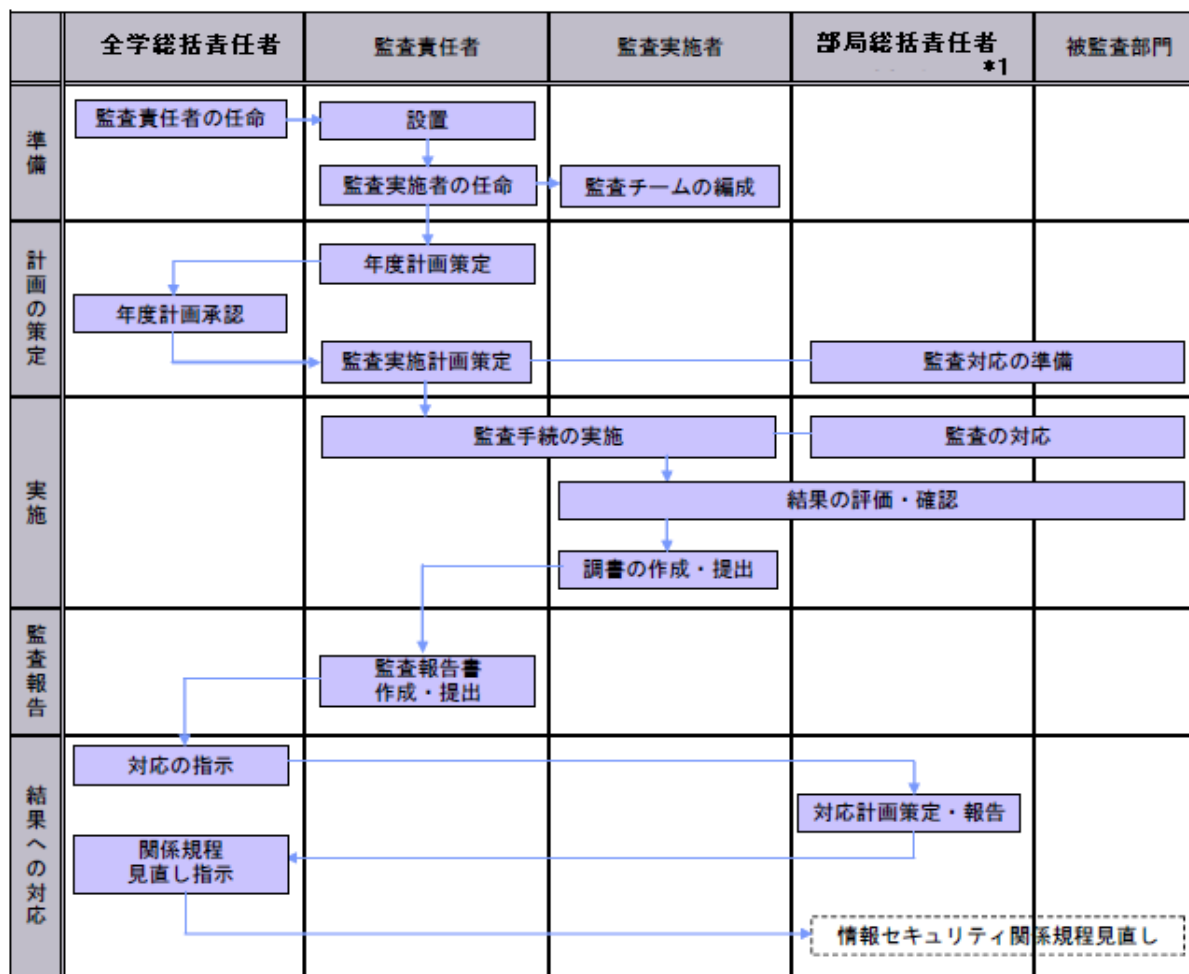 全学総括責任者
監査責任者
監査実施者
部局総括責任者
*1
被監査部門
準備
監査責任者の任命
設置
監査実施者の任命
監査チームの編成
計画の策定
年度計画策定
年度計画承認
監査実施計画策定
監査対応の準備
実施
監査手続の実施
監査の対応
結果の評価・確認
調書の作成・提出
監査報告
監査報告書
作成・提出
結果への対応
対応の指示
対応計画策定・報告
関係規程
見直し指示
情報セキュリティ関係規程見直し